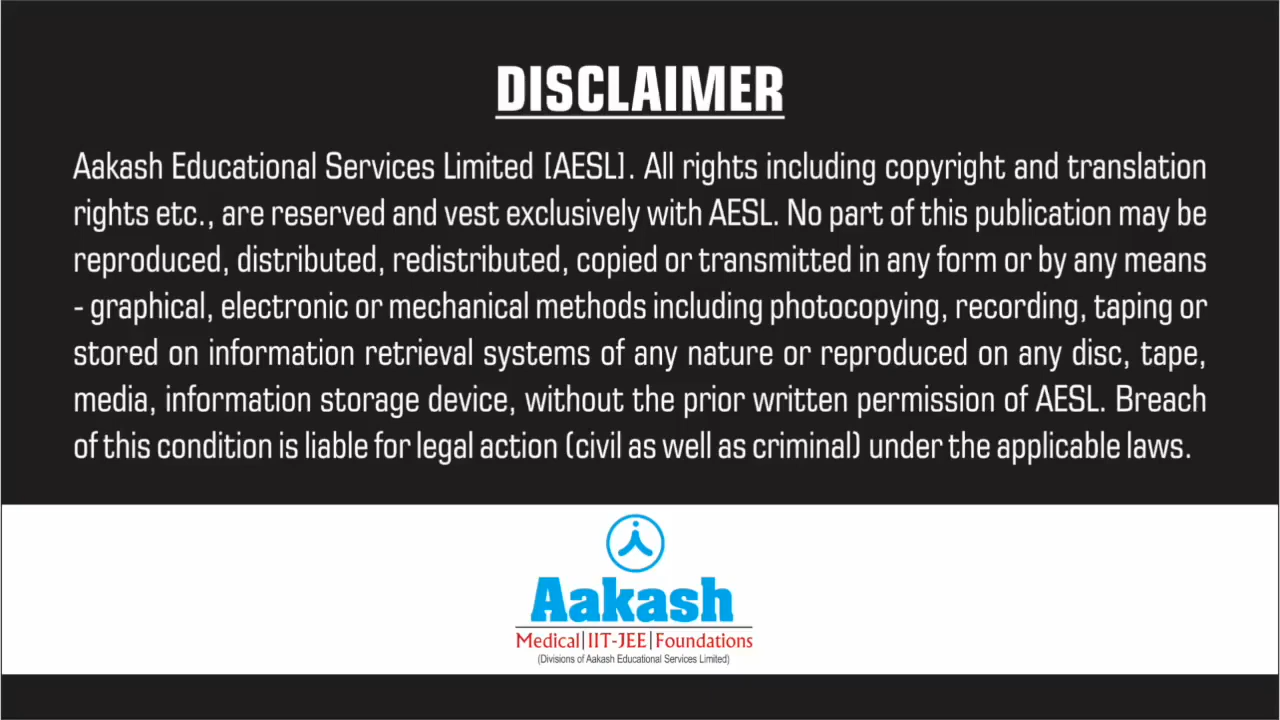 DISCLAIMER
Aakash Educational Services Limited [AESL]. All rights including copyright and translation
rights etc., are reserved and vest exclusively with AESL. No part of this publication may be
reproduced, distributed, redistributed, copied or transmitted in any form or by any means
- graphical, electronic or mechanical methods including photocopying, recording, taping or
stored on information retrieval systems of any nature or reproduced on any disc, tape,
media, information storage device, without the prior written permission of AESL. Breach
of this condition is liable for legal action (civil as well as criminal) under the applicable laws.
Aakash
Medical|IIT-JEE|Foundations
(Divisions of Aakash Educational Services Limited)